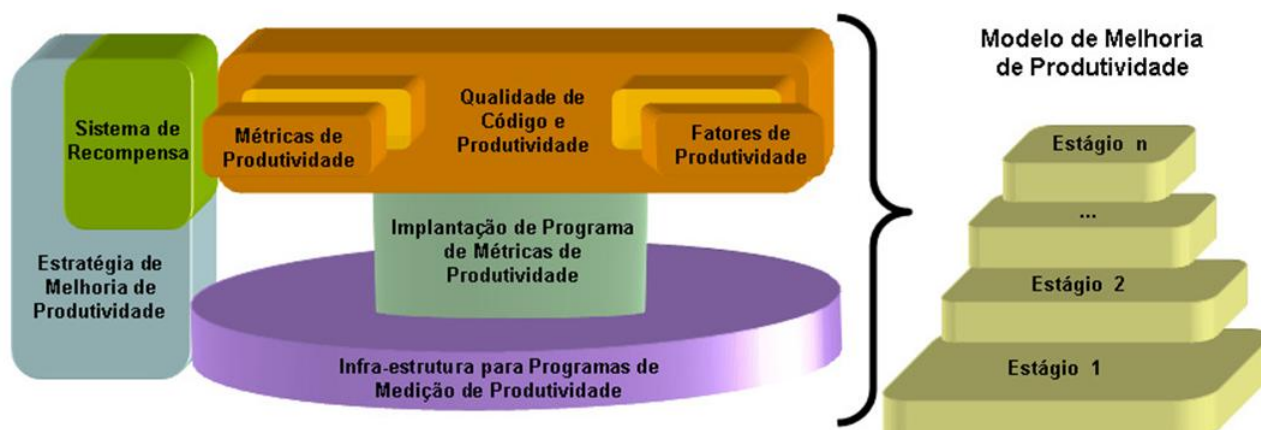 Sistema de
Recompensa
Estratégia de
Melhoria de
Produtividade
Métricas de
Produtividade
Qualidade de
Código e
Produtividade
Fatores de
Produtividade
Implantação de Programa
de Métricas de
Produtividade
Infra-estrutura para Programas de
Medição de Produtividade
Modelo de Melhoria
de Produtividade
Estágio n
...
Estágio 2
Estágio 1